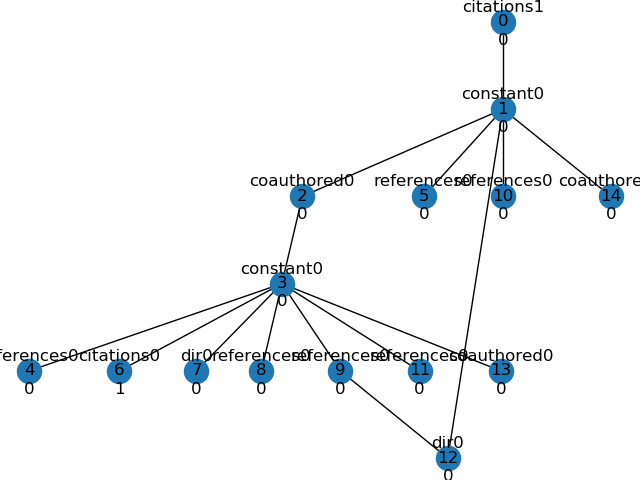 citations1
0
0
constant0
1
0
coauthored0 references0 references0 coauthore
2 5 10 14
0 0 0 0
constant0
3
0
ferences0 citations0 dir0 references0 references0 references0 coauthored0
4 6 7 8 9 11 13
0 1 0 0 0 0 0
dir0
12
0